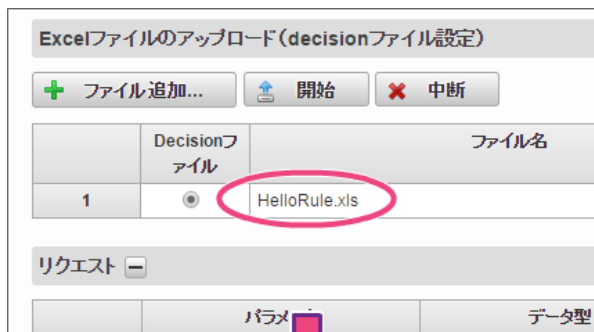 Excelファイルのアップロード（decisionファイル設定）
ファイル追加... 開始 中断
Decisionフ
ァイル
ファイル名
1 HelloRule.xls
リクエスト
パラメ データ型